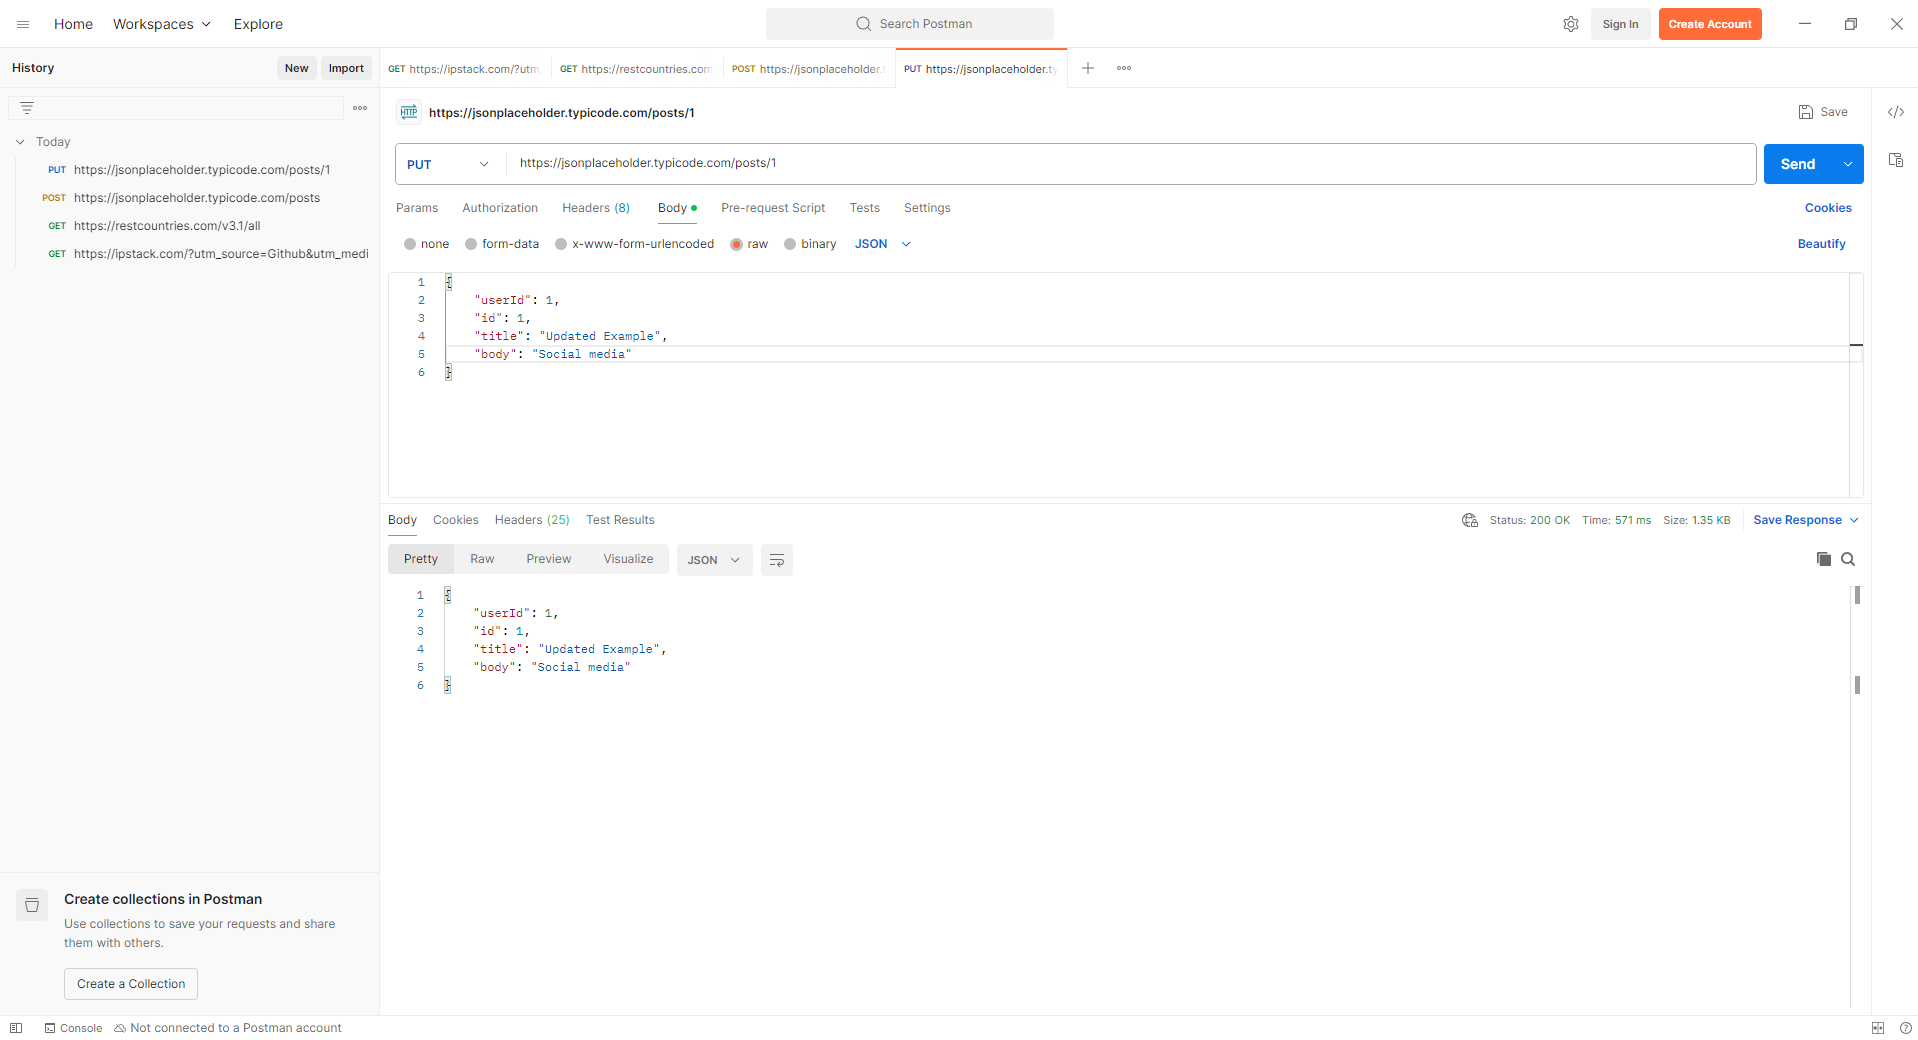 Home Workspaces Explore Search Postman Sign In Create Account
History New Import
GET https://ipstack.com/?utm GET https://restcountries.com POST https://jsonplaceholder.t PUT https://jsonplaceholder.ty
HTTP https://jsonplaceholder.typicode.com/posts/1 Save
Today
PUT https://jsonplaceholder.typicode.com/posts/1
POST https://jsonplaceholder.typicode.com/posts
GET https://restcountries.com/v3.1/all
GET https://ipstack.com/?utm_source=Github&utm_medi
PUT https://jsonplaceholder.typicode.com/posts/1 Send
Params Authorization Headers (8) Body Pre-request Script Tests Settings Cookies
none form-data x-www-form-urlencoded raw binary JSON Beautify
1 {
2 "userId": 1,
3 "id": 1,
4 "title": "Updated Example",
5 "body": "Social media"
6 }
Body Cookies Headers (25) Test Results Status: 200 OK Time: 571 ms Size: 1.35 KB Save Response
Pretty Raw Preview Visualize JSON
1 {
2 "userId": 1,
3 "id": 1,
4 "title": "Updated Example",
5 "body": "Social media"
6 }
Create collections in Postman
Use collections to save your requests and share
them with others.
Create a Collection
Console Not connected to a Postman account